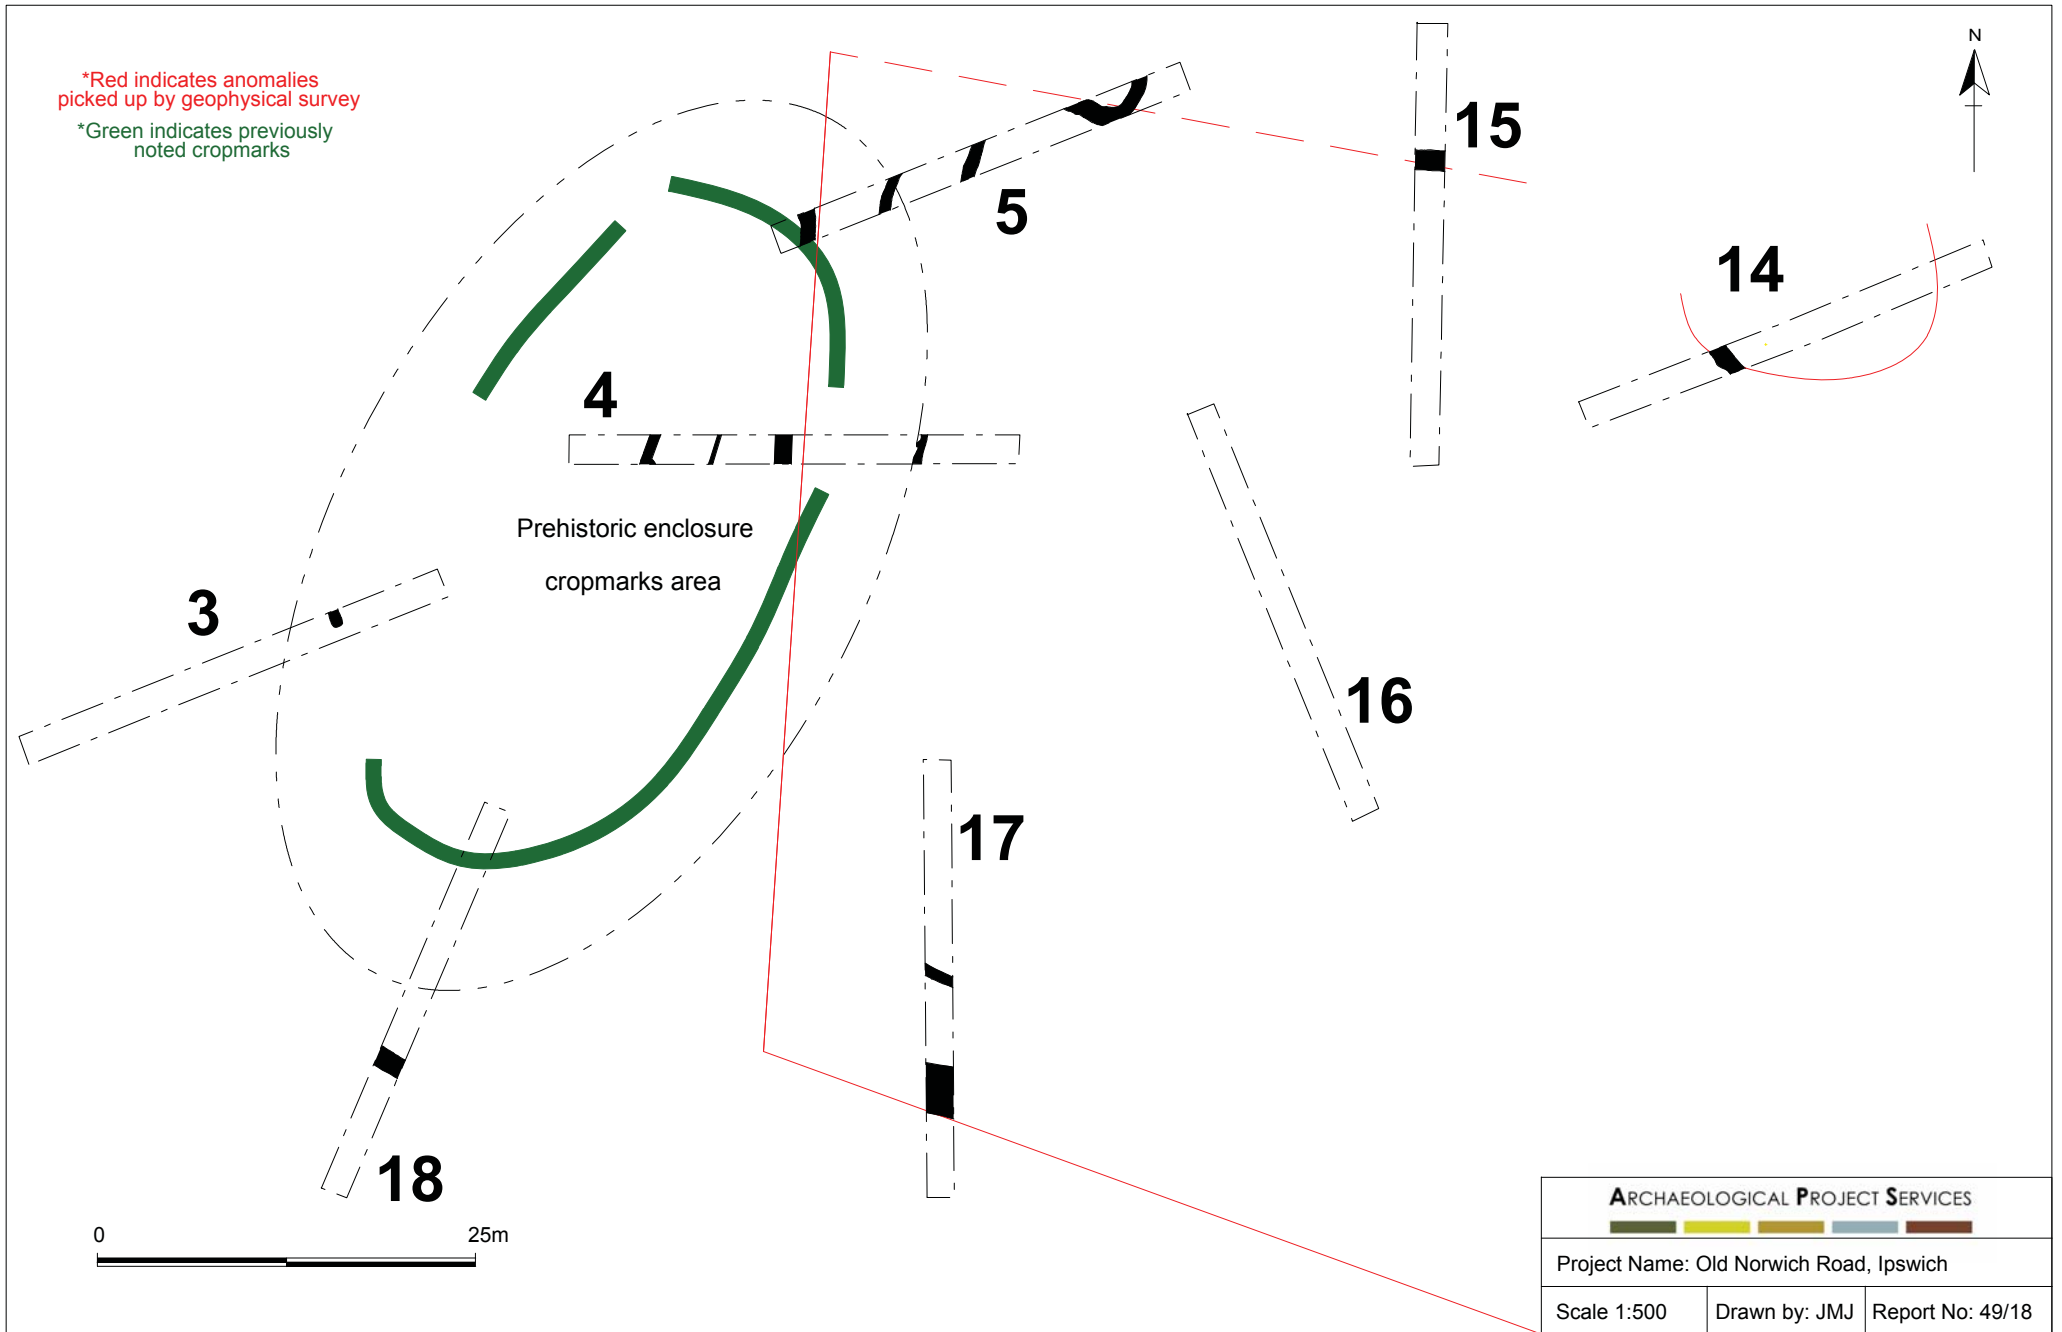 *Red indicates anomalies
picked up by geophysical survey
*Green indicates previously
noted cropmarks
N
15
5
14
4
Prehistoric enclosure
cropmarks area
3
16
17
18
0 25m
ARCHAEOLOGICAL PROJECT SERVICES
Project Name: Old Norwich Road, Ipswich
Scale 1:500 Drawn by: JMJ Report No: 49/18